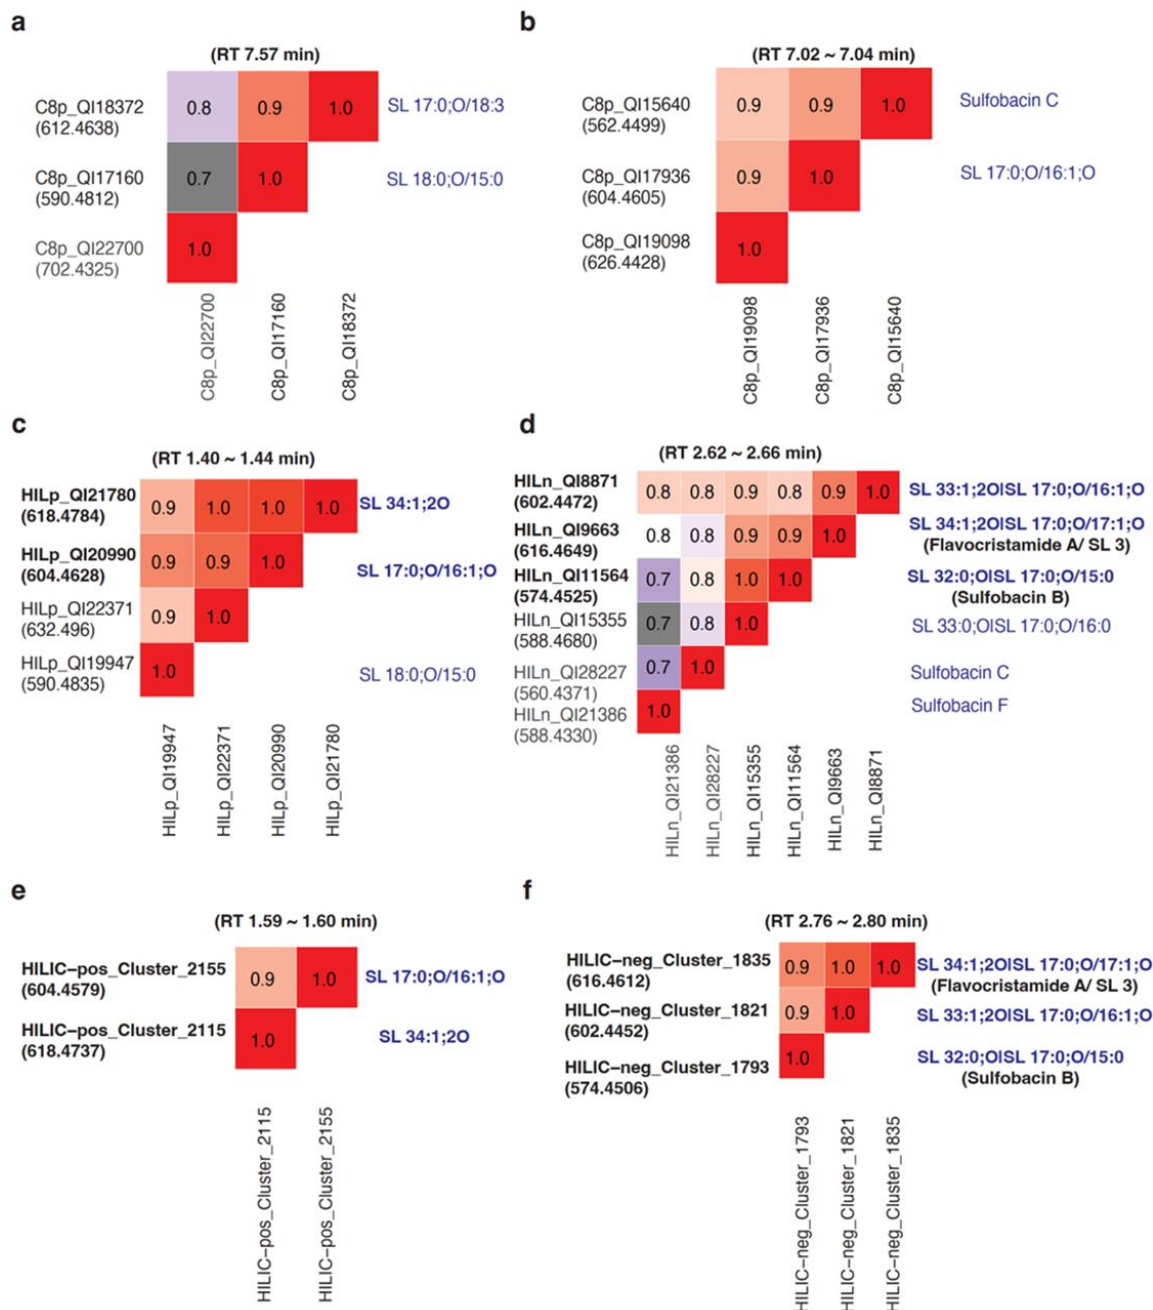 a
(RT 7.57 min)
C8p_QI18372
(612.4638)
0.8 0.9 1.0
SL 17:0;O/18:3
C8p_QI17160
(590.4812)
0.7 1.0
SL 18:0;O/15:0
C8p_QI22700
(702.4325)
1.0
C8p_QI22700
C8p_QI17160
C8p_QI18372
b
(RT 7.02 ~ 7.04 min)
C8p_QI15640
(562.4499)
0.9 0.9 1.0
Sulfobacin C
C8p_QI17936
(604.4605)
0.9 1.0
SL 17:0;O/16:1;O
C8p_QI19098
(626.4428)
1.0
C8p_QI19098
C8p_QI17936
C8p_QI15640
c
(RT 1.40 ~ 1.44 min)
HILp_QI21780
(618.4784)
0.9 1.0 1.0 1.0
SL 34:1;2O
HILp_QI20990
(604.4628)
0.9 0.9 1.0
SL 17:0;O/16:1;O
HILp_QI22371
(632.496)
0.9 1.0
HILp_QI19947
(590.4835)
1.0
SL 18:0;O/15:0
HILp_QI19947
HILp_QI22371
HILp_QI20990
HILp_QI21780
d
(RT 2.62 ~ 2.66 min)
HILn_QI8871
(602.4472)
0.8 0.8 0.9 0.8 0.9 1.0
SL 33:1;2O|SL 17:0;O/16:1;O
HILn_QI9663
(616.4649)
0.8 0.8 0.9 0.9 1.0
SL 34:1;2O|SL 17:0;O/17:1;O
(Flavocristamide A/ SL 3)
HILn_QI11564
(574.4525)
0.7 0.8 1.0 1.0
SL 32:0;O|SL 17:0;O/15:0
(Sulfobacin B)
HILn_QI15355
(588.4680)
0.7 0.8 1.0
SL 33:0;O|SL 17:0;O/16:0
HILn_QI28227
(560.4371)
0.7 1.0
Sulfobacin C
HILn_QI21386
(588.4330)
1.0
Sulfobacin F
HILn_QI21386
HILn_QI28227
HILn_QI15355
HILn_QI11564
HILn_QI9663
HILn_QI8871
e
(RT 1.59 ~ 1.60 min)
HILIC−pos_Cluster_2155
(604.4579)
0.9 1.0
SL 17:0;O/16:1;O
HILIC−pos_Cluster_2115
(618.4737)
1.0
SL 34:1;2O
HILIC−pos_Cluster_2115
HILIC−pos_Cluster_2155
f
(RT 2.76 ~ 2.80 min)
HILIC−neg_Cluster_1835
(616.4612)
0.9 1.0 1.0
SL 34:1;2O|SL 17:0;O/17:1;O
(Flavocristamide A/ SL 3)
HILIC−neg_Cluster_1821
(602.4452)
0.9 1.0
SL 33:1;2O|SL 17:0;O/16:1;O
HILIC−neg_Cluster_1793
(574.4506)
1.0
SL 32:0;O|SL 17:0;O/15:0
(Sulfobacin B)
HILIC−neg_Cluster_1793
HILIC−neg_Cluster_1821
HILIC−neg_Cluster_1835